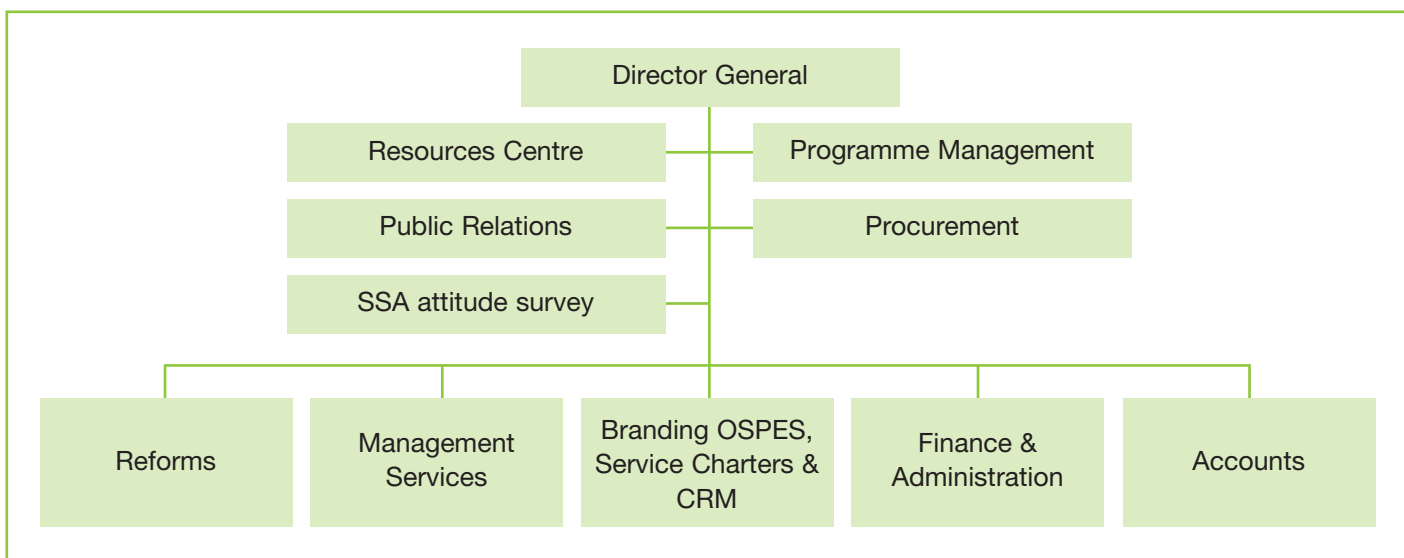 Director General
Resources Centre
Programme Management
Public Relations
Procurement
SSA attitude survey
Reforms
Management
Services
Branding OSPES,
Service Charters &
CRM
Finance &
Administration
Accounts